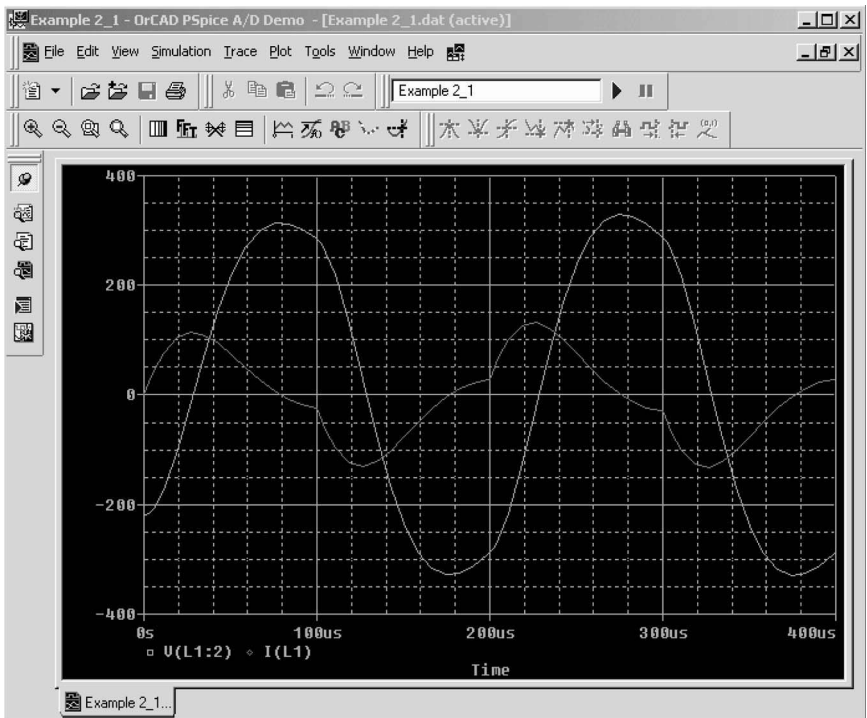 Example 2_1 - OrCAD PSpice A/D Demo - [Example 2_1.dat (active)]
File Edit View Simulation Trace Plot Tools Window Help
Example 2_1
FFT
400
200
0
-200
-400
0s 100us 200us 300us 400us
V(L1:2) I(L1)
Time
Example 2_1...